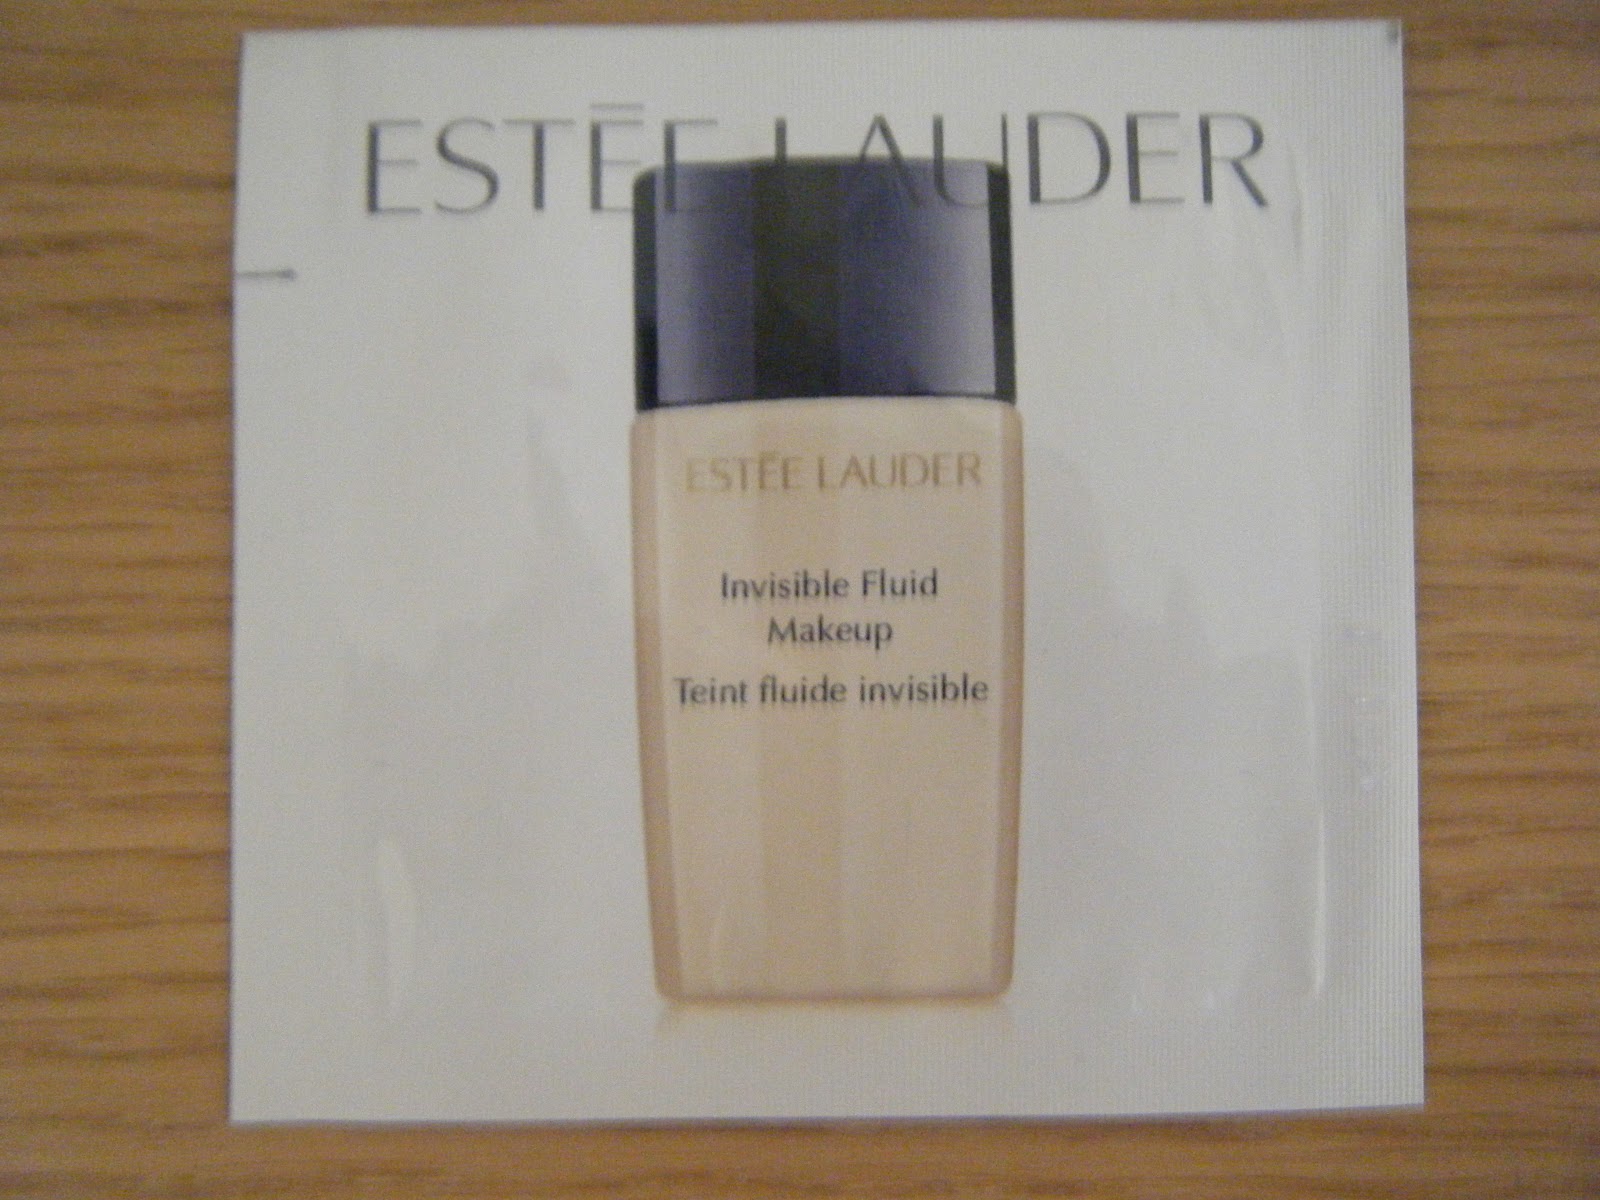 ESTĒE LAUDER
ESTĒE LAUDER
Invisible Fluid
Makeup
Teint fluide invisible